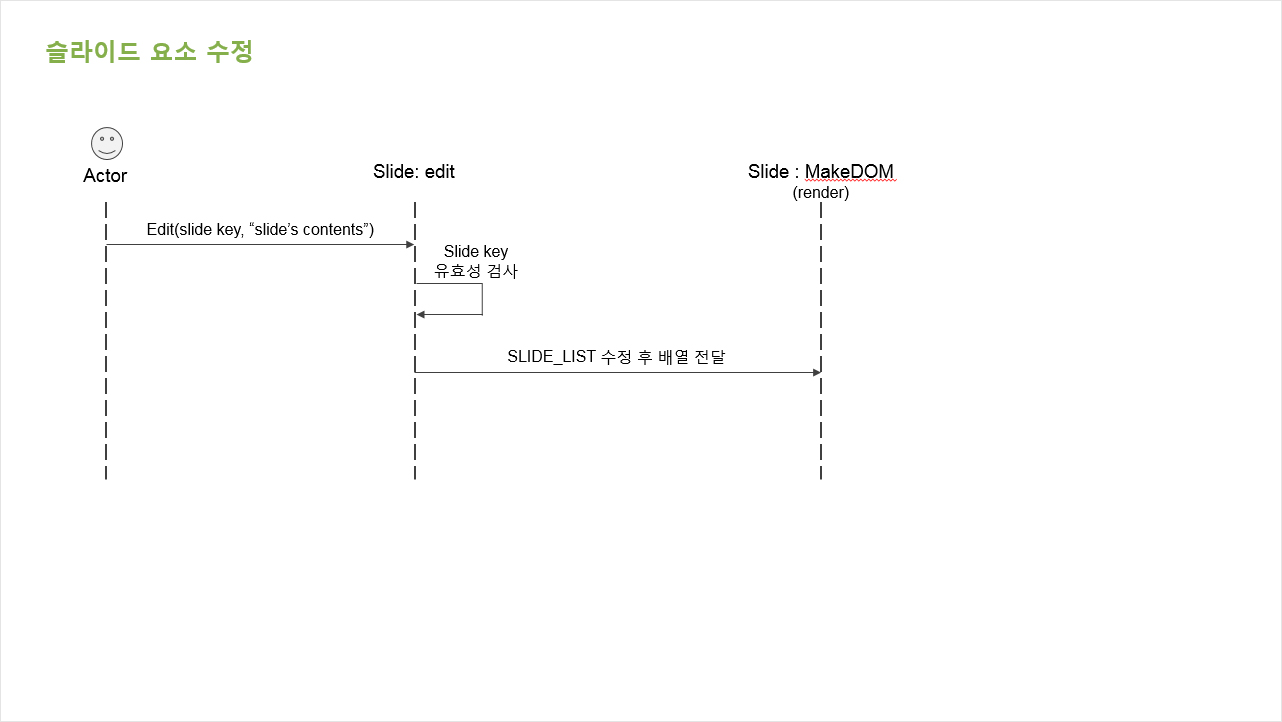 슬라이드 요소 수정
Actor
Slide: edit
Slide : MakeDOM
(render)
Edit(slide key, “slide’s contents”)
Slide key
유효성 검사
SLIDE_LIST 수정 후 배열 전달